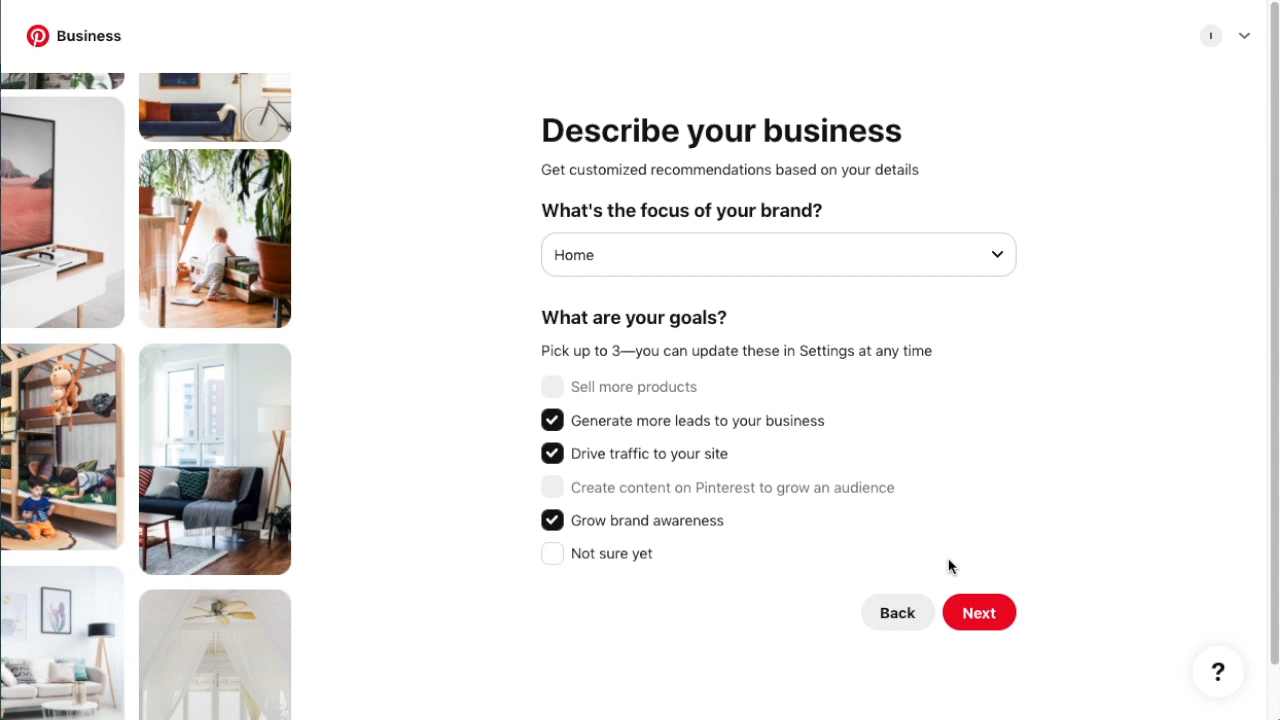 Business
I
Describe your business
Get customized recommendations based on your details
What's the focus of your brand?
Home
What are your goals?
Pick up to 3—you can update these in Settings at any time
Sell more products
Generate more leads to your business
Drive traffic to your site
Create content on Pinterest to grow an audience
Grow brand awareness
Not sure yet
Back
Next
?